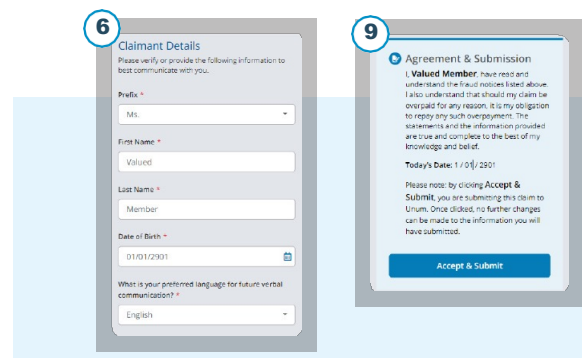 6
Claimant Details
Please verify or provide the following information to
best communicate with you.
Prefix *
Ms.
First Name *
Valued
Last Name *
Member
Date of Birth *
01/01/2901
What is your preferred language for future verbal
communication? *
English
9
Agreement & Submission
I, Valued Member, have read and
understand the fraud notices listed above.
I also understand that should my claim be
overpaid for any reason, it is my obligation
to repay any such overpayment. The
statements and the information provided
are true and complete to the best of my
knowledge and belief.
Today's Date: 1 / 01 / 2901
Please note: by clicking Accept &
Submit, you are submitting this claim to
Unum. Once clicked, no further changes
can be made to the information you will
have submitted.
Accept & Submit